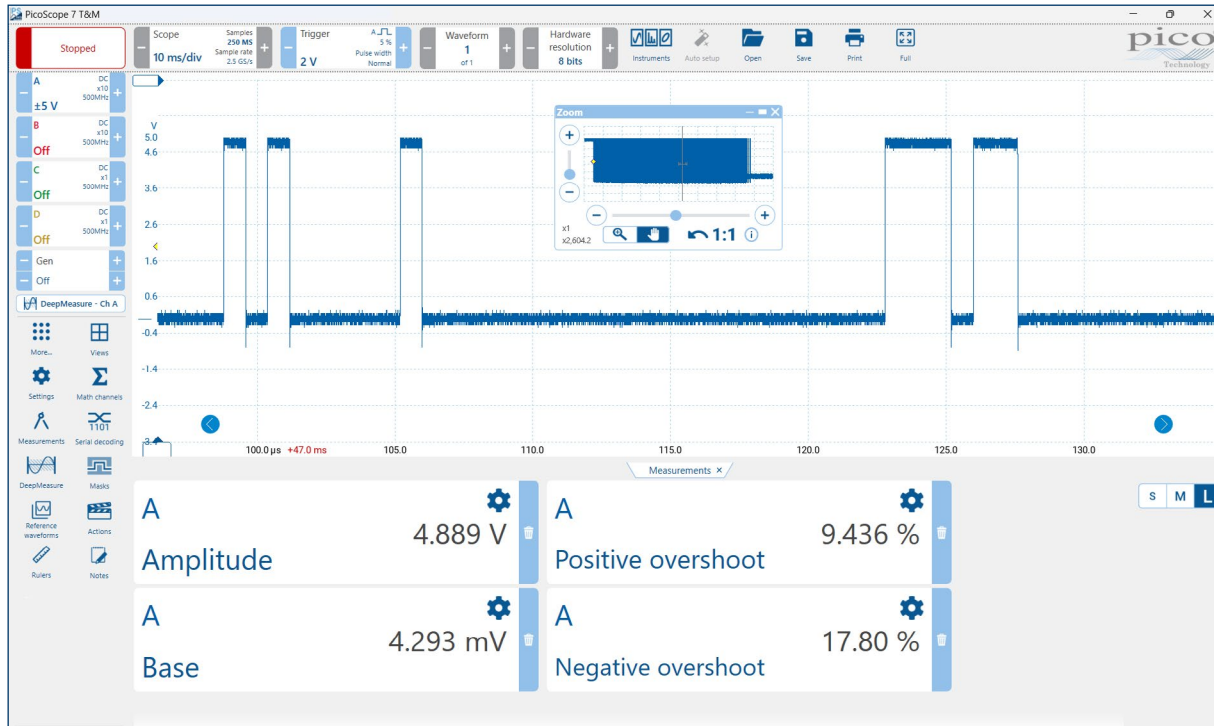 PicoScope 7 T&M
Stopped
Scope
10 ms/div
Samples
250 MS
Sample rate
2.5 GS/s
Trigger
2 V
A
5 %
Pulse width
Normal
Waveform
1
of 1
Hardware
resolution
8 bits
Instruments
Auto setup
Open
Save
Print
Full
pico
Technology
A
±5 V
DC
x10
500MHz
B
Off
DC
x10
500MHz
C
Off
DC
x1
500MHz
D
Off
DC
x1
500MHz
Gen
Off
DeepMeasure - Ch A
More...
Views
Settings
Math channels
Measurements
1101
Serial decoding
DeepMeasure
Masks
Reference
waveforms
Actions
Rulers
Notes
V
5.0
4.6
3.6
2.6
1.6
0.6
-0.4
-1.4
-2.4
-3.4
100.0 µs +47.0 ms 105.0 110.0 115.0 120.0 125.0 130.0
Zoom
x1
x2,604.2
1:1
Measurements ×
S M L
A
Amplitude
4.889 V
A
Positive overshoot
9.436 %
A
Base
4.293 mV
A
Negative overshoot
17.80 %